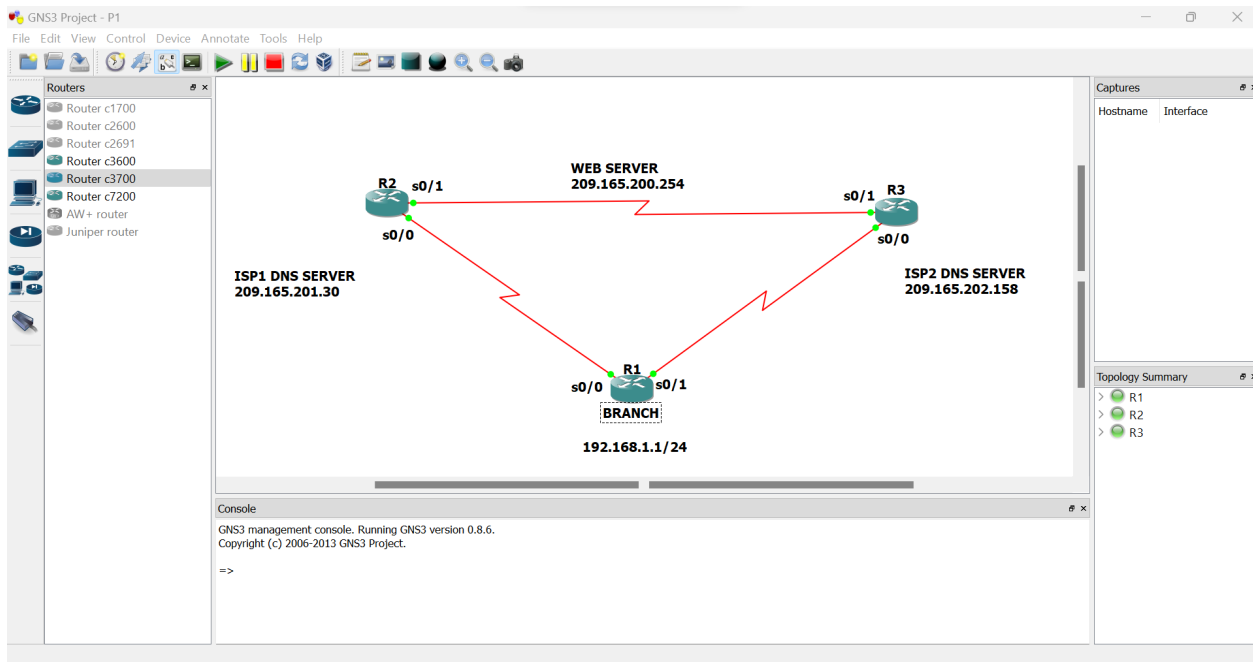 GNS3 Project - P1
File Edit View Control Device Annotate Tools Help
Routers
Router c1700
Router c2600
Router c2691
Router c3600
Router c3700
Router c7200
AW+ router
Juniper router
WEB SERVER
209.165.200.254
R2
s0/1
s0/1
R3
s0/0
s0/0
ISP1 DNS SERVER
209.165.201.30
ISP2 DNS SERVER
209.165.202.158
R1
s0/0
s0/1
BRANCH
192.168.1.1/24
Captures
Hostname Interface
Topology Summary
R1
R2
R3
Console
GNS3 management console. Running GNS3 version 0.8.6.
Copyright (c) 2006-2013 GNS3 Project.
=>